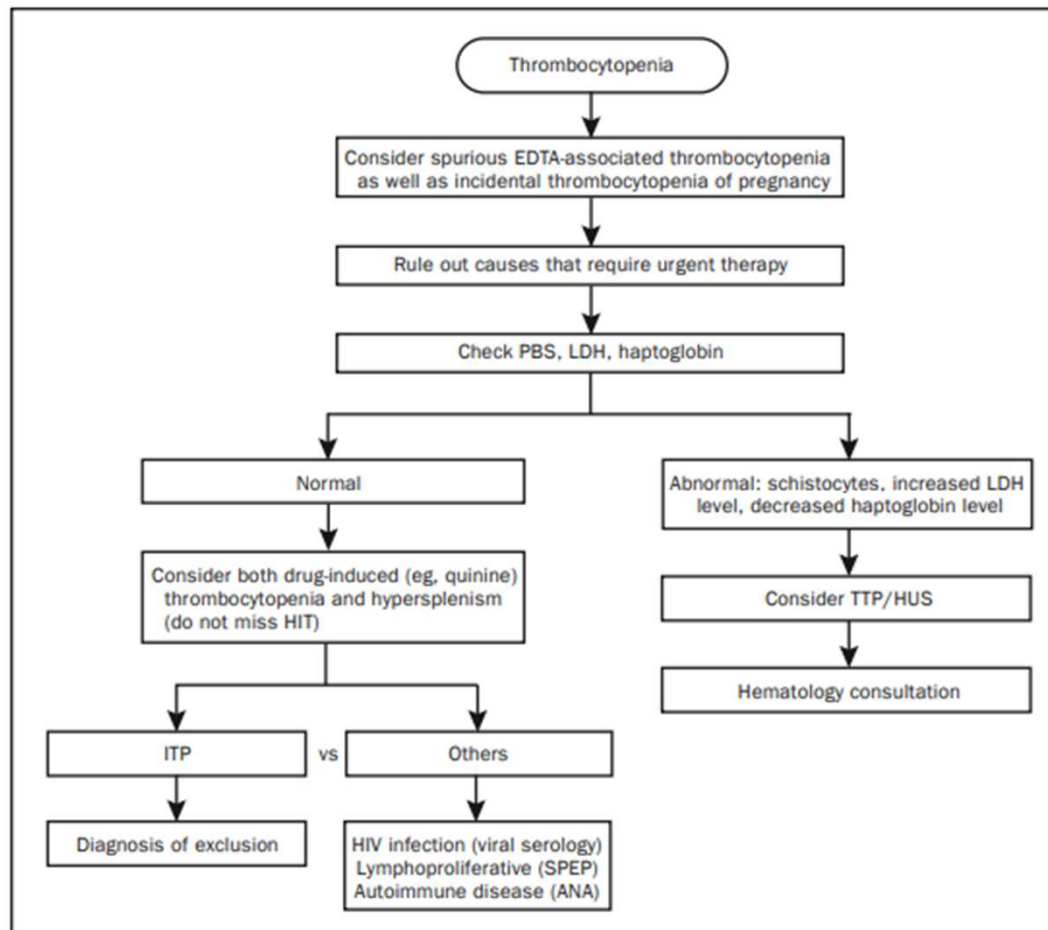 Thrombocytopenia
Consider spurious EDTA-associated thrombocytopenia
as well as incidental thrombocytopenia of pregnancy
Rule out causes that require urgent therapy
Check PBS, LDH, haptoglobin
Normal
Abnormal: schistocytes, increased LDH
level, decreased haptoglobin level
Consider both drug-induced (eg, quinine)
thrombocytopenia and hypersplenism
(do not miss HIT)
Consider TTP/HUS
Hematology consultation
ITP
vs
Others
Diagnosis of exclusion
HIV infection (viral serology)
Lymphoproliferative (SPEP)
Autoimmune disease (ANA)